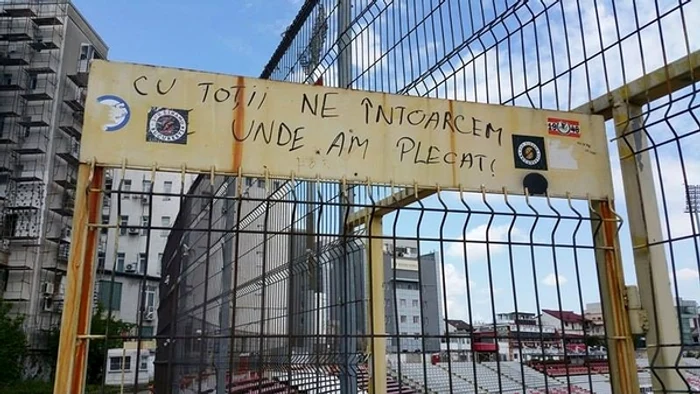 CU TOȚII NE ÎNTOARCEM
UNDE AM PLECAT!